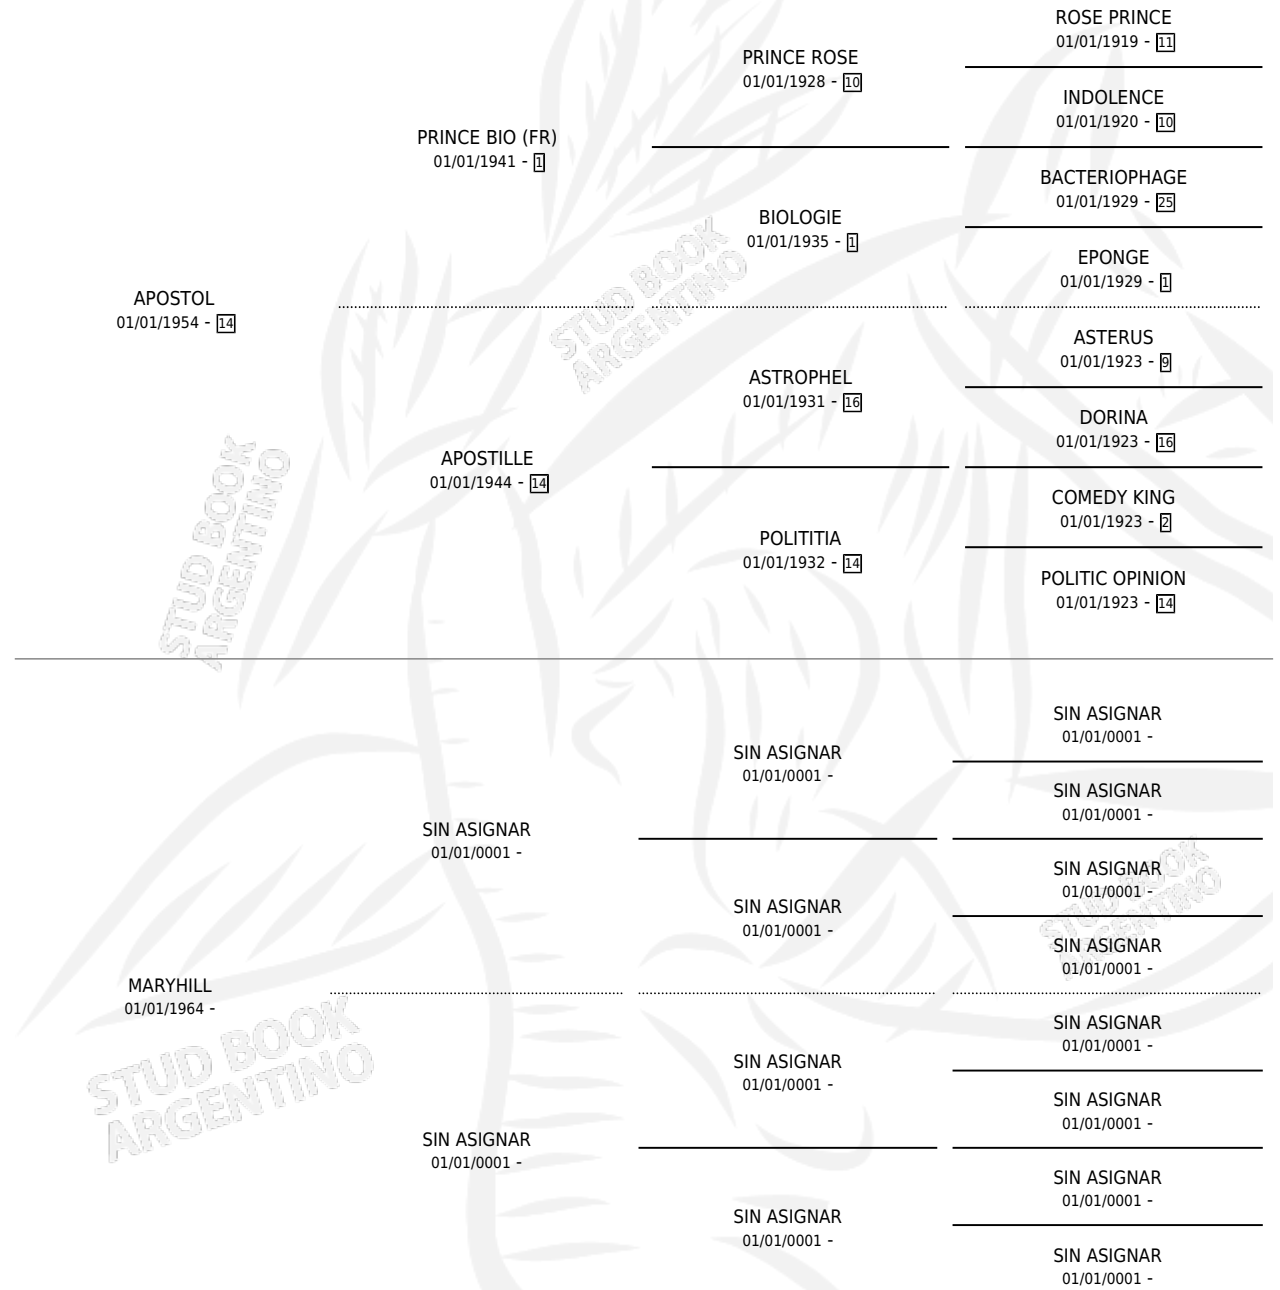 ROSE PRINCE
01/01/1919 - 11
PRINCE ROSE
01/01/1928 - 10
INDOLENCE
01/01/1920 - 10
PRINCE BIO (FR)
01/01/1941 - 1
BACTERIOPHAGE
01/01/1929 - 25
BIOLOGIE
01/01/1935 - 1
EPONGE
01/01/1929 - 1
APOSTOL
01/01/1954 - 14
STUD BOOK
ARGENTINO
ASTERUS
01/01/1923 - 9
ASTROPHEL
01/01/1931 - 16
DORINA
01/01/1923 - 16
APOSTILLE
01/01/1944 - 14
COMEDY KING
01/01/1923 - 2
POLITITIA
01/01/1932 - 14
POLITIC OPINION
01/01/1923 - 14
STUD BOOK
ARGENTINO
SIN ASIGNAR
01/01/0001 -
SIN ASIGNAR
01/01/0001 -
SIN ASIGNAR
01/01/0001 -
SIN ASIGNAR
01/01/0001 -
SIN ASIGNAR
01/01/0001 -
SIN ASIGNAR
01/01/0001 -
SIN ASIGNAR
01/01/0001 -
STUD BOOK
ARGENTINO
MARYHILL
01/01/1964 -
STUD BOOK
ARGENTINO
SIN ASIGNAR
01/01/0001 -
SIN ASIGNAR
01/01/0001 -
SIN ASIGNAR
01/01/0001 -
SIN ASIGNAR
01/01/0001 -
SIN ASIGNAR
01/01/0001 -
SIN ASIGNAR
01/01/0001 -
SIN ASIGNAR
01/01/0001 -